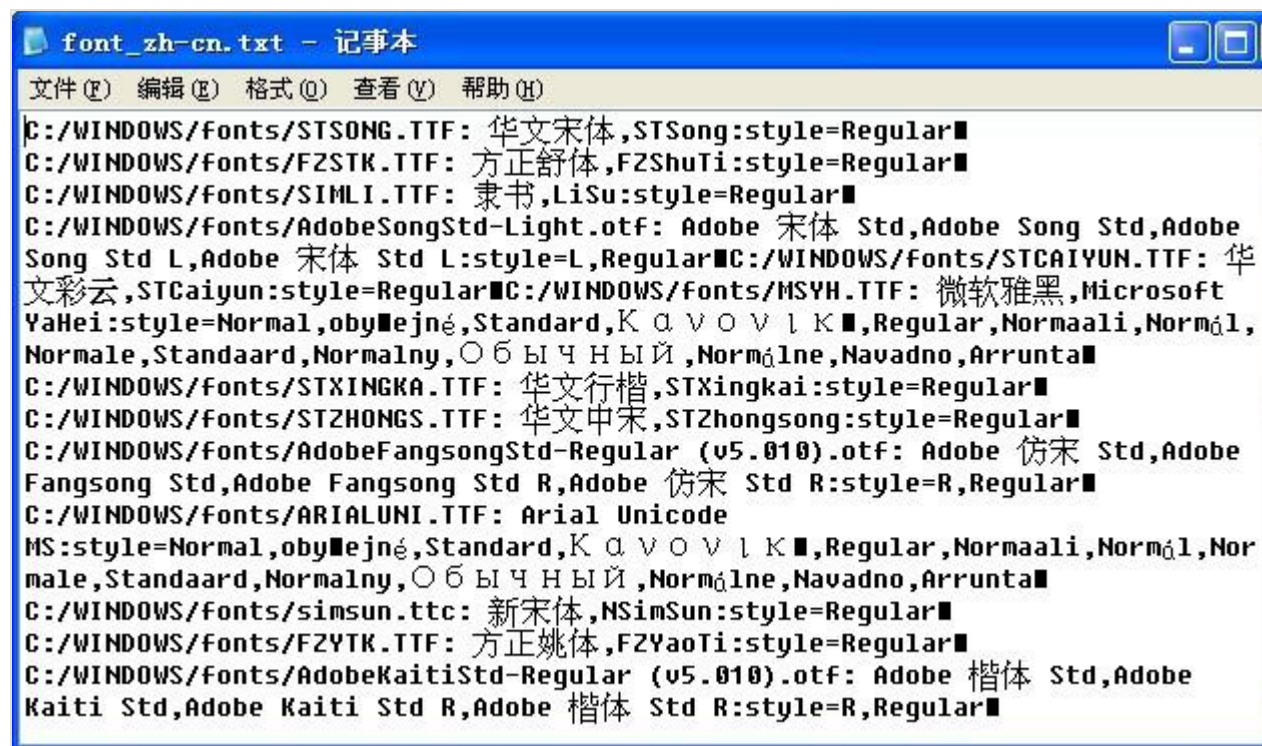 font_zh-cn.txt - 记事本
文件(F) 编辑(E) 格式(O) 查看(V) 帮助(H)
C:/WINDOWS/fonts/STSONG.TTF: 华文宋体,STSong:style=Regular■
C:/WINDOWS/fonts/FZSTK.TTF: 方正舒体,FZShuTi:style=Regular■
C:/WINDOWS/fonts/SIMLI.TTF: 隶书,LiSu:style=Regular■
C:/WINDOWS/fonts/AdobeSongStd-Light.otf: Adobe 宋体 Std,Adobe Song Std,Adobe
Song Std L,Adobe 宋体 Std L:style=L,Regular■C:/WINDOWS/fonts/STCAIYUN.TTF: 华
文彩云,STCaiyun:style=Regular■C:/WINDOWS/fonts/MSYH.TTF: 微软雅黑,Microsoft
YaHei:style=Normal,oby■ejné,Standard,Κανονικ■,Regular,Normaali,Normál,
Normale,Standaard,Normalny,Обычный,Normálne,Navadno,Arrunta■
C:/WINDOWS/fonts/STXINGKA.TTF: 华文行楷,STXingkai:style=Regular■
C:/WINDOWS/fonts/STZHONGS.TTF: 华文中宋,STZhongsong:style=Regular■
C:/WINDOWS/fonts/AdobeFangsongStd-Regular (v5.010).otf: Adobe 仿宋 Std,Adobe
Fangsong Std,Adobe Fangsong Std R,Adobe 仿宋 Std R:style=R,Regular■
C:/WINDOWS/fonts/ARIALUNI.TTF: Arial Unicode
MS:style=Normal,oby■ejné,Standard,Κανονικ■,Regular,Normaali,Normál,Nor
male,Standaard,Normalny,Обычный,Normálne,Navadno,Arrunta■
C:/WINDOWS/fonts/simsun.ttc: 新宋体,NSimSun:style=Regular■
C:/WINDOWS/fonts/FZYTK.TTF: 方正姚体,FZYaoTi:style=Regular■
C:/WINDOWS/fonts/AdobeKaitiStd-Regular (v5.010).otf: Adobe 楷体 Std,Adobe
Kaiti Std,Adobe Kaiti Std R,Adobe 楷体 Std R:style=R,Regular■